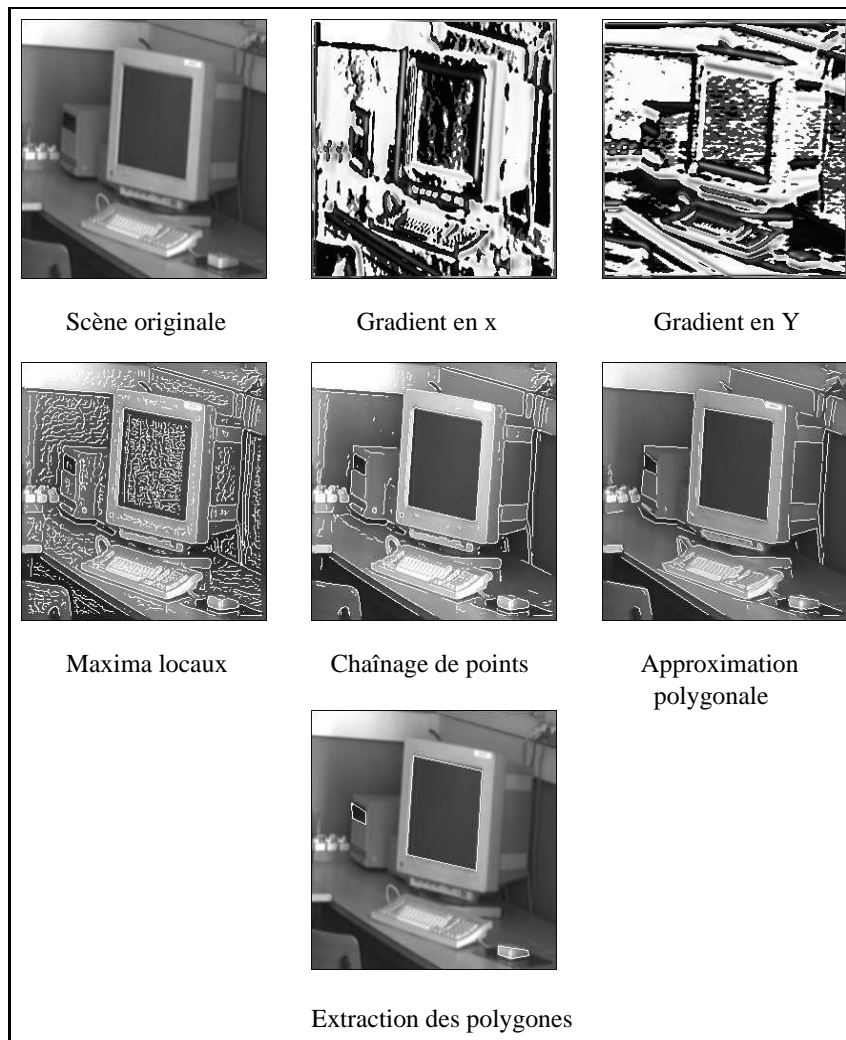 Scène originale
Gradient en x
Gradient en Y
Maxima locaux
Chaînage de points
Approximation
polygonale
Extraction des polygones